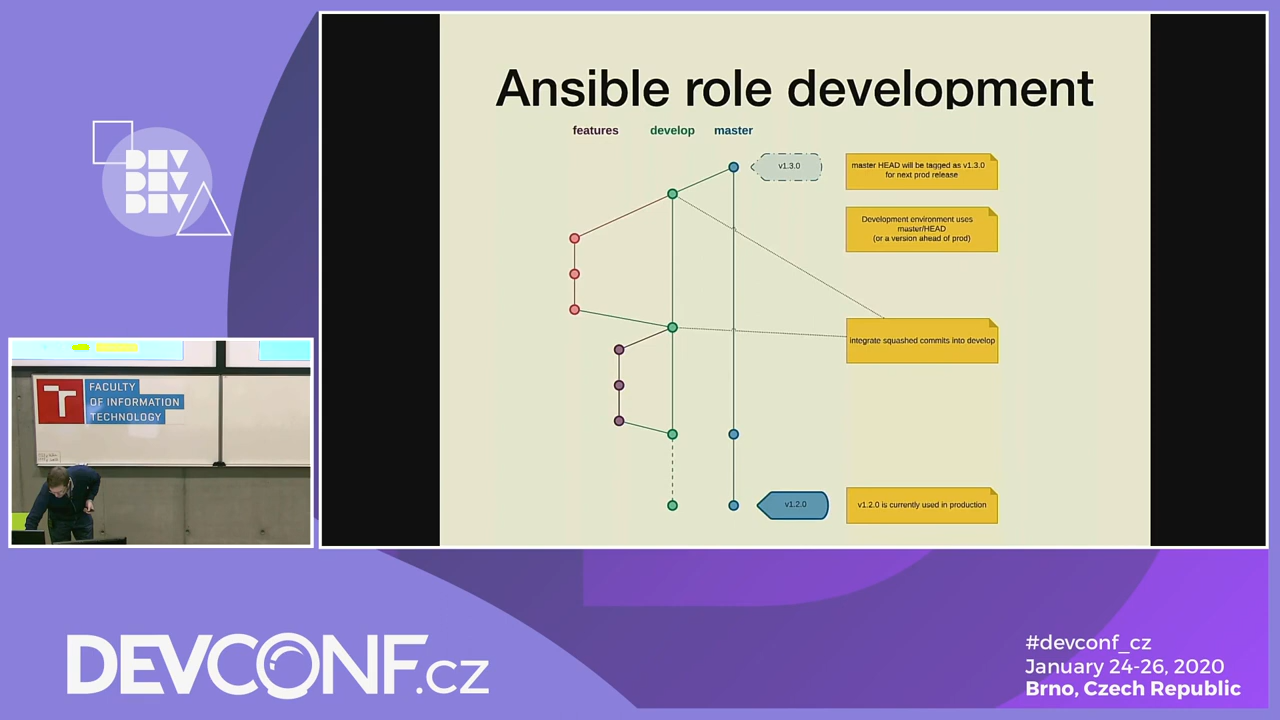 Ansible role development
features develop master
v1.3.0
master HEAD will be tagged as v1.3.0
for next prod release
Development environment uses
master/HEAD
(or a version ahead of prod)
integrate squashed commits into develop
v1.2.0
v1.2.0 is currently used in production
DEV
DEV
DEV
FACULTY
OF INFORMATION
TECHNOLOGY
DEVCONF.cz
#devconf_cz
January 24-26, 2020
Brno, Czech Republic